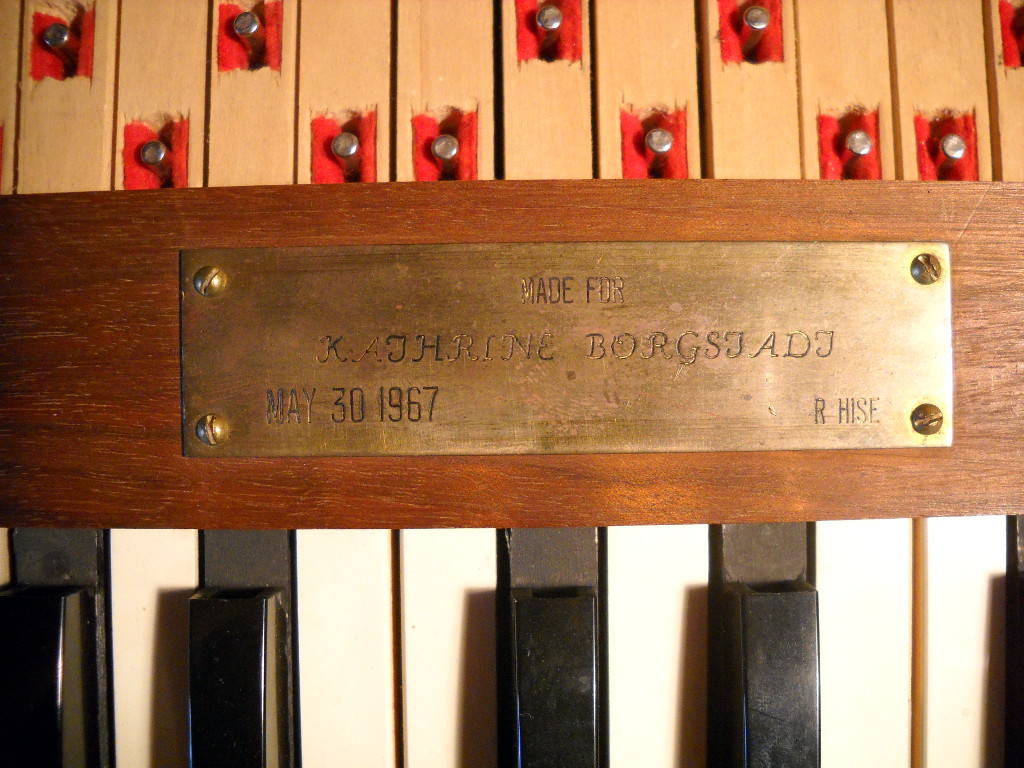 MADE FOR
KATHRINE BORGSTADT
MAY 30 1967 R HISE